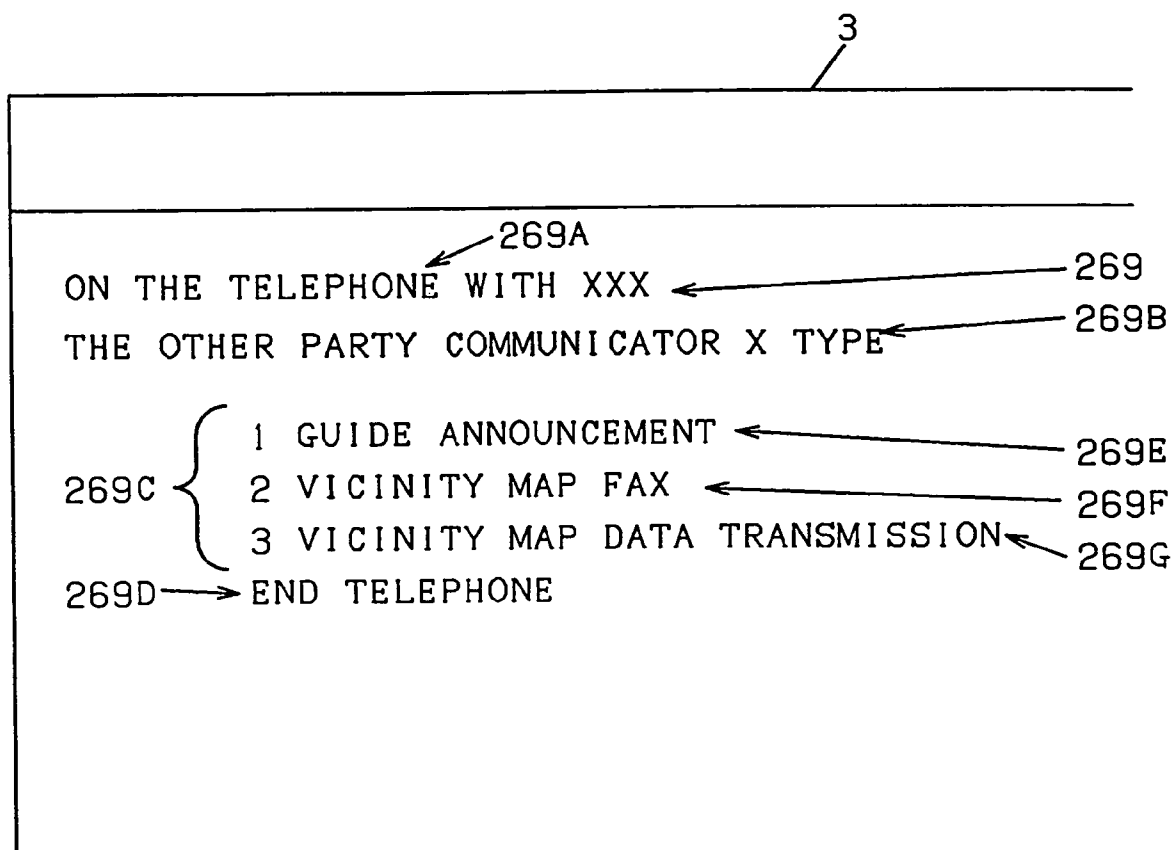 3
269A
ON THE TELEPHONE WITH XXX 269
THE OTHER PARTY COMMUNICATOR X TYPE 269B
1 GUIDE ANNOUNCEMENT 269E
269C 2 VICINITY MAP FAX 269F
3 VICINITY MAP DATA TRANSMISSION 269G
269D END TELEPHONE